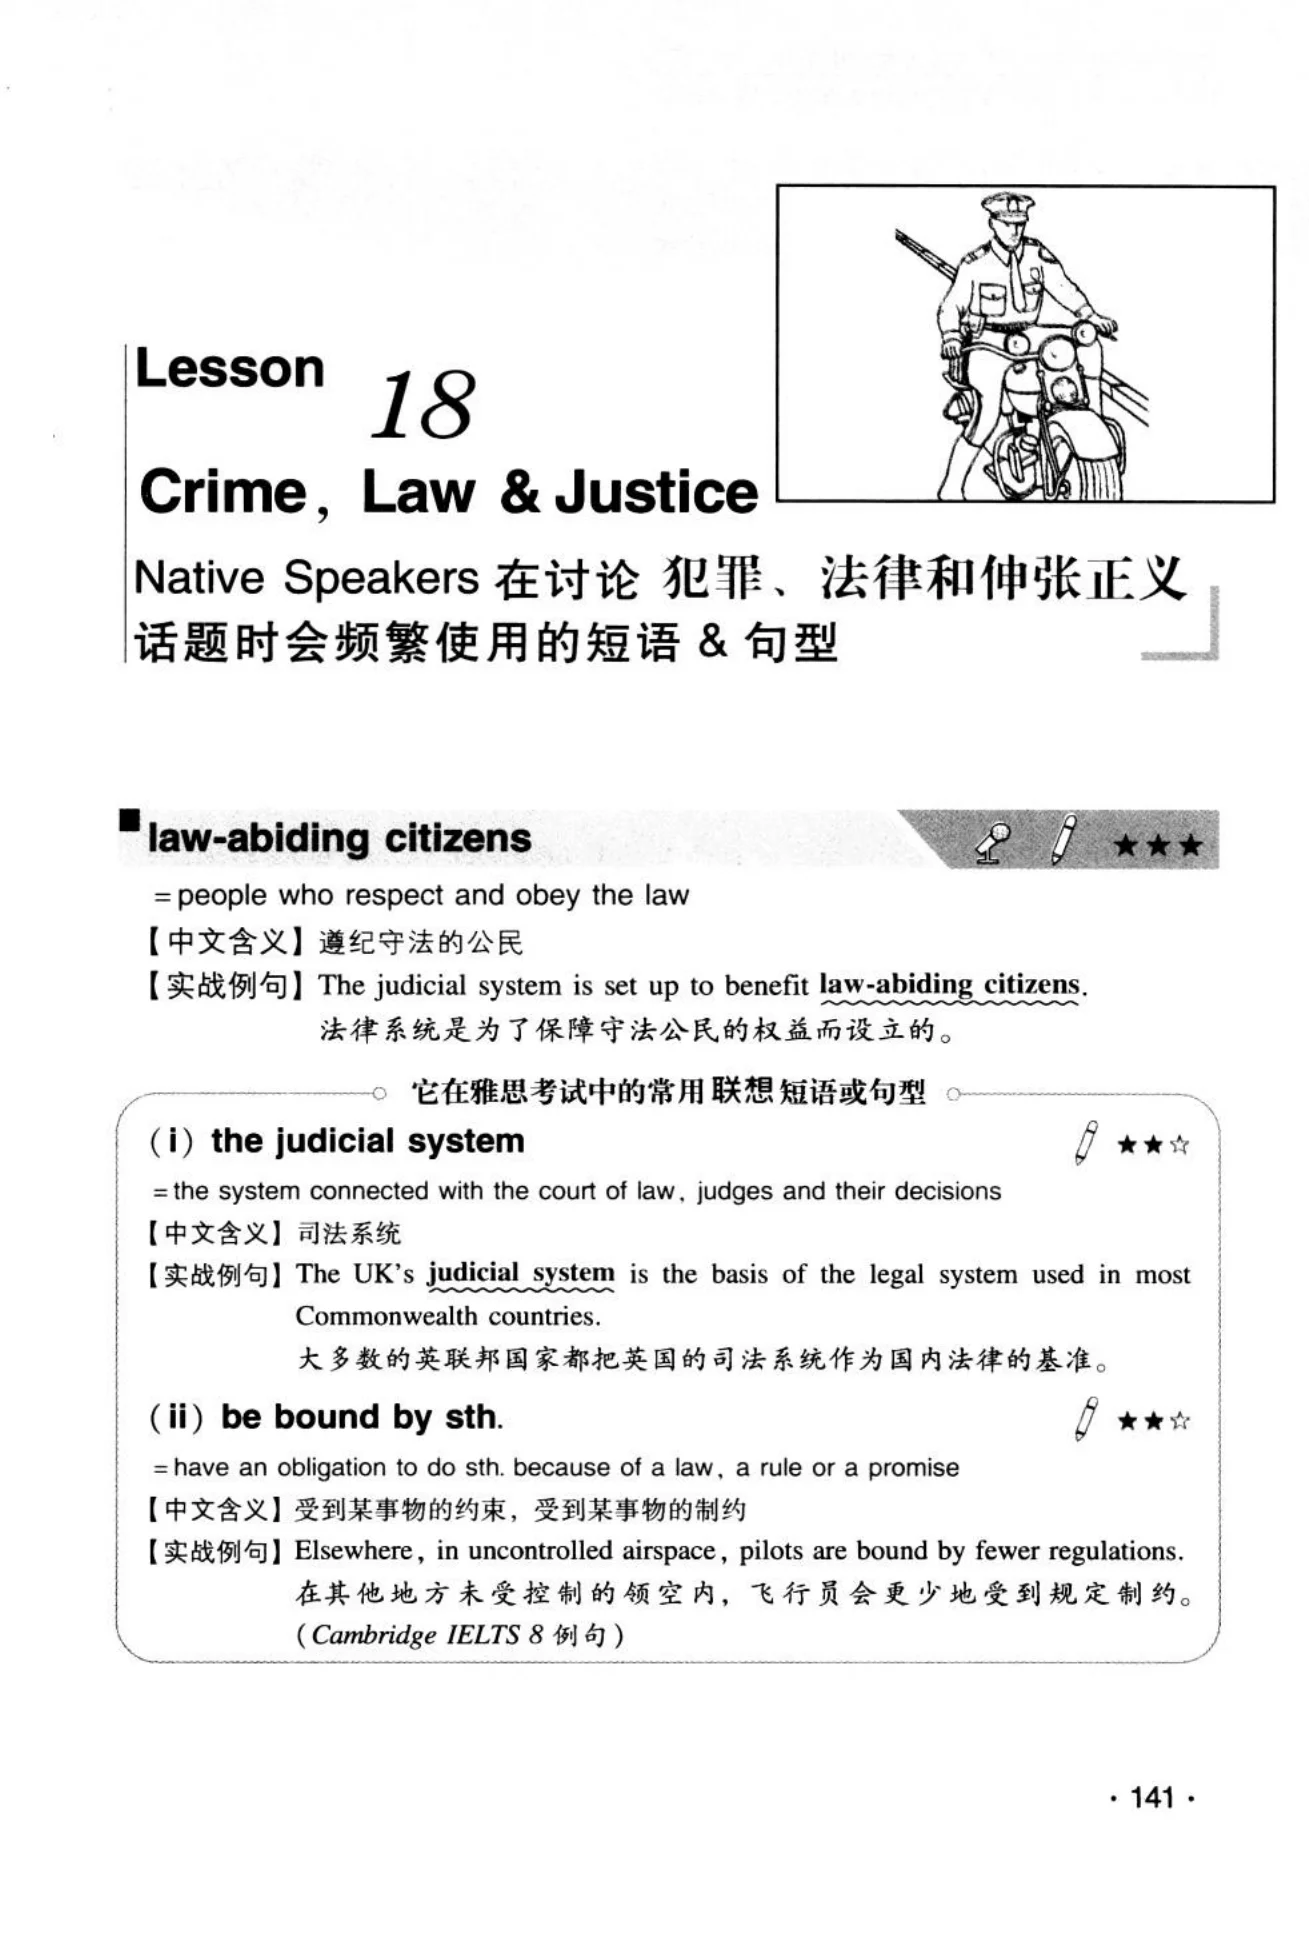 Lesson 18
Crime, Law & Justice
Native Speakers 在讨论 犯罪、法律和伸张正义
话题时会频繁使用的短语 & 句型
law-abiding citizens ★★★
=people who respect and obey the law
【中文含义】遵纪守法的公民
【实战例句】The judicial system is set up to benefit law-abiding citizens.
法律系统是为了保障守法公民的权益而设立的。
它在雅思考试中的常用联想短语或句型
(i) the judicial system ★★☆
=the system connected with the court of law, judges and their decisions
【中文含义】司法系统
【实战例句】The UK's judicial system is the basis of the legal system used in most
Commonwealth countries.
大多数的英联邦国家都把英国的司法系统作为国内法律的基准。
(ii) be bound by sth. ★★☆
=have an obligation to do sth. because of a law, a rule or a promise
【中文含义】受到某事物的约束，受到某事物的制约
【实战例句】Elsewhere, in uncontrolled airspace, pilots are bound by fewer regulations.
在其他地方未受控制的领空内，飞行员会更少地受到规定制约。
(Cambridge IELTS 8 例句)
· 141 ·